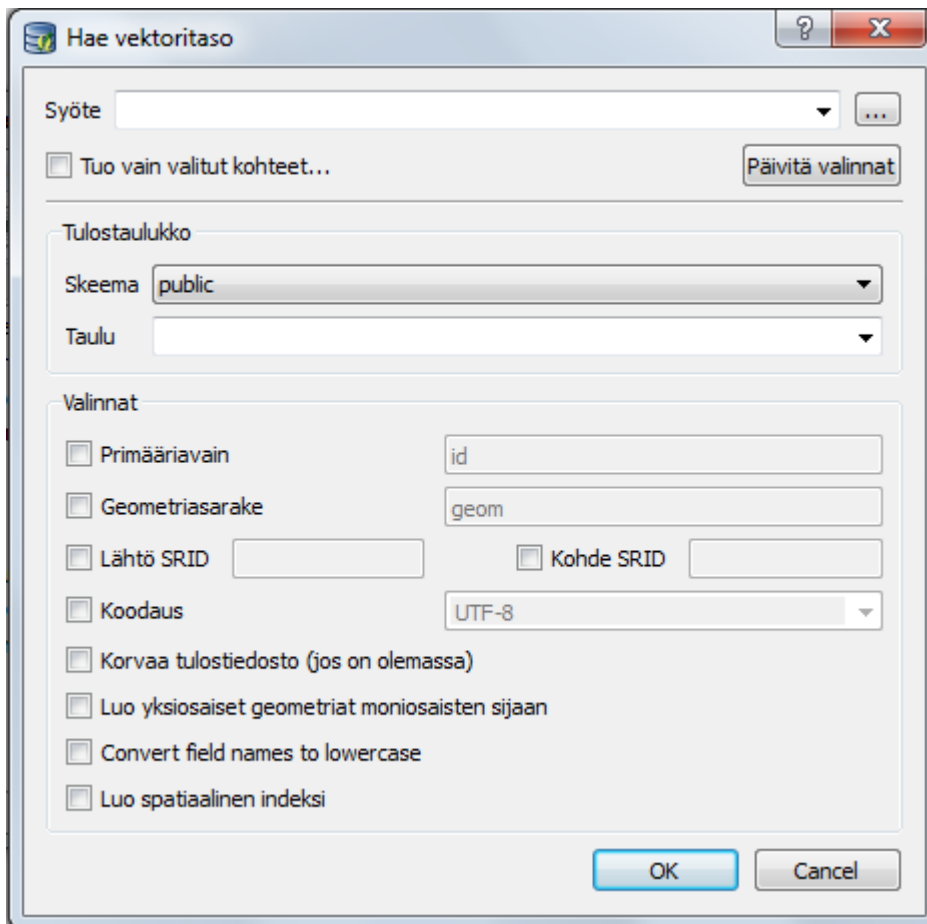 Hae vektoritaso
Syöte
...
Tuo vain valitut kohteet...
Päivitä valinnat
Tulostaulukko
Skeema public
Taulu
Valinnat
Primääriavain id
Geometriasarake geom
Lähtö SRID Kohde SRID
Koodaus UTF-8
Korvaa tulostiedosto (jos on olemassa)
Luo yksiosaiset geometriat moniosaisten sijaan
Convert field names to lowercase
Luo spatiaalinen indeksi
OK Cancel